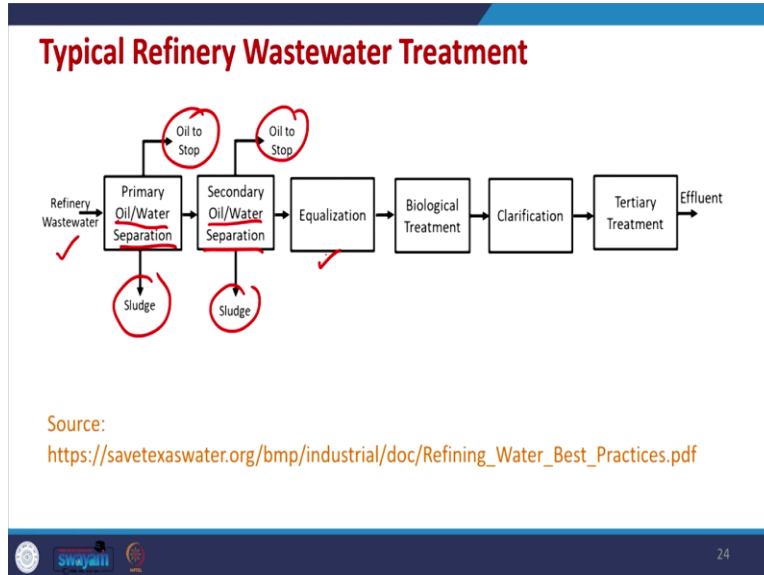 Typical Refinery Wastewater Treatment
Oil to
Stop
Oil to
Stop
Refinery
Wastewater
Primary
Oil/Water
Separation
Secondary
Oil/Water
Separation
Equalization
Biological
Treatment
Clarification
Tertiary
Treatment
Effluent
Sludge
Sludge
Source:
https://savetexaswater.org/bmp/industrial/doc/Refining_Water_Best_Practices.pdf
swayam
24